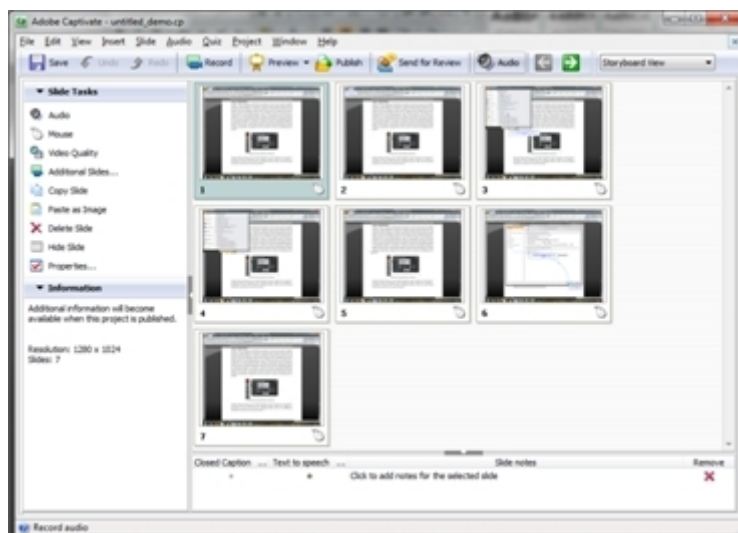 Adobe Captivate - untitled_demo.cp
File Edit View Insert Slide Audio Quiz Project Window Help
Save Undo Redo Record Preview Publish Send for Review Audio Storyboard View
Slide Tasks
Audio
Mouse
Video Quality
Additional Slides...
Copy Slide
Paste as Image
Delete Slide
Hide Slide
Properties...
Information
Additional information will become
available when this project is published.
Resolution: 1280 x 1024
Slides: 7
1 2 3
4 5 6
7
Closed Caption ... Text to speech ... Slide notes Remove
Click to add notes for the selected slide
Record audio